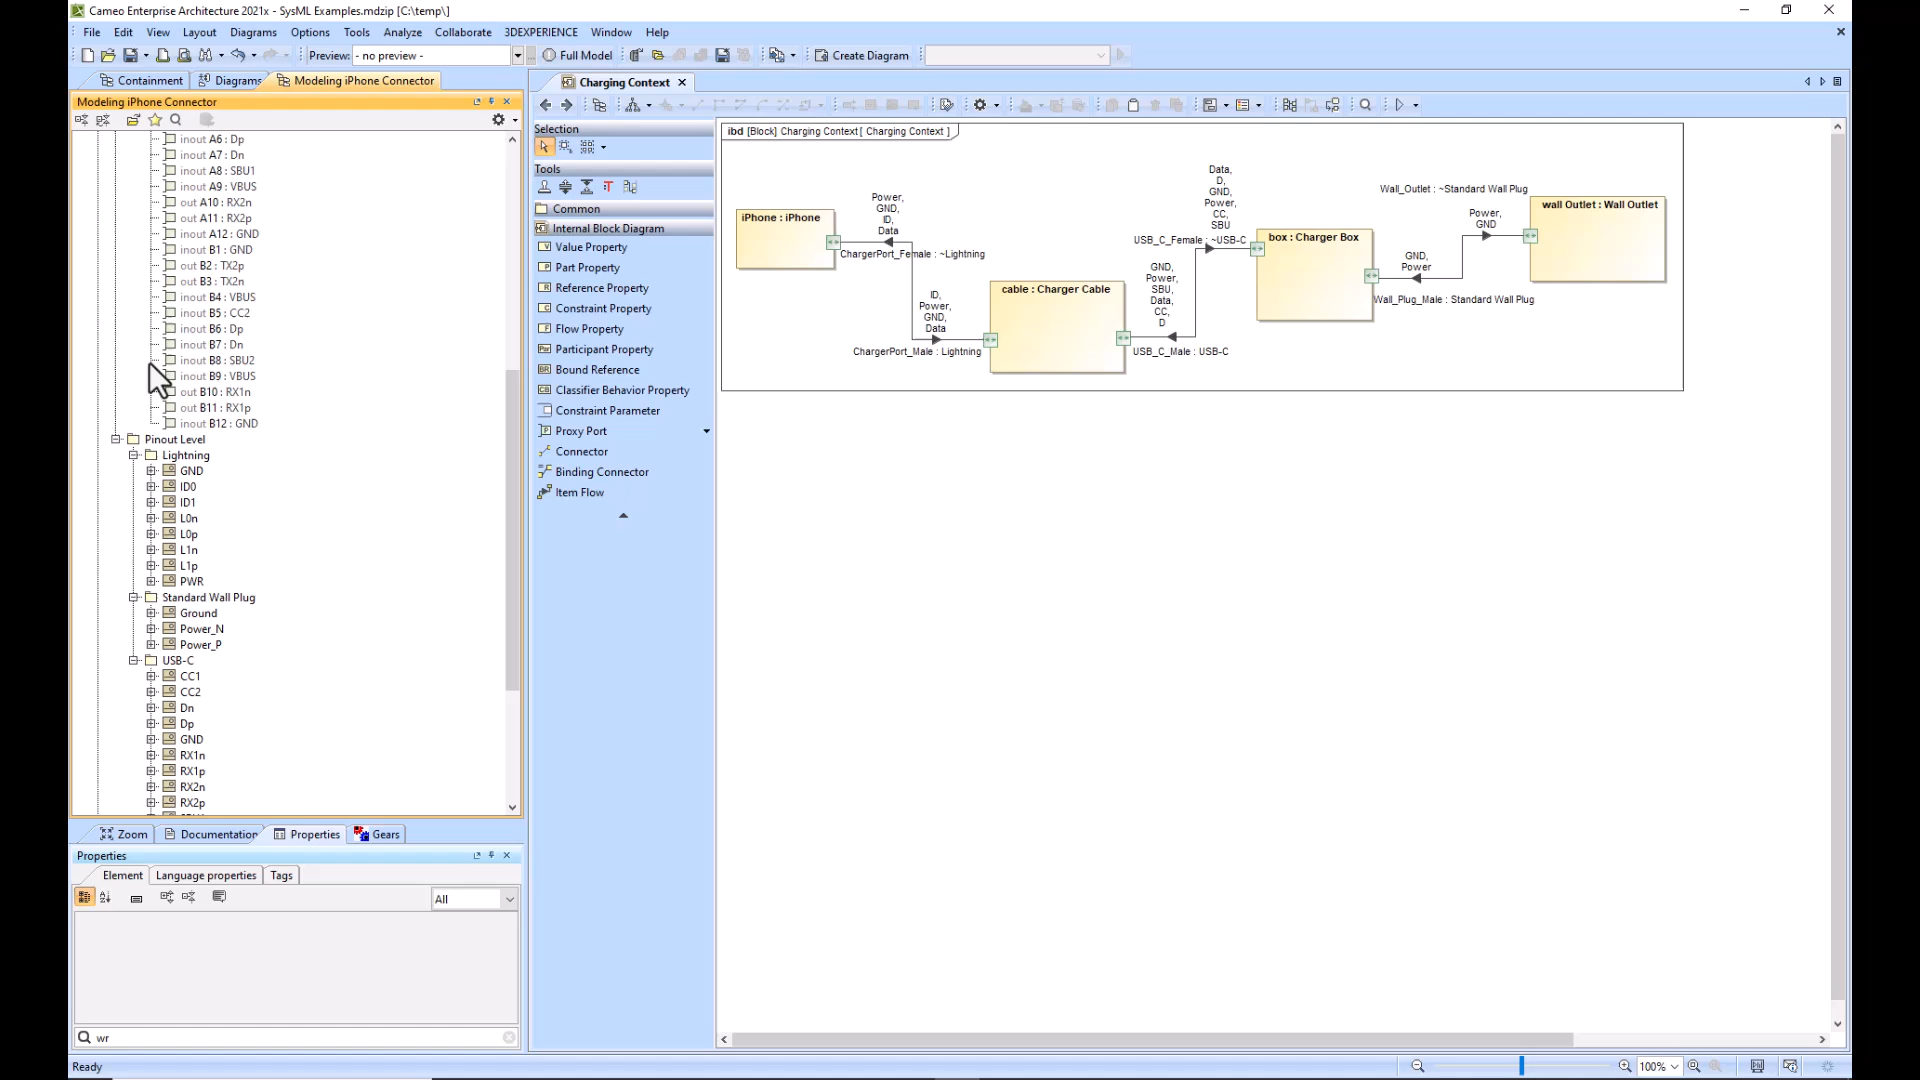 Cameo Enterprise Architecture 2021x - SysML Examples.mdzip [C:\temp\]
File Edit View Layout Diagrams Options Tools Analyze Collaborate 3DEXPERIENCE Window Help
Preview: - no preview - Full Model Create Diagram
Containment Diagrams Modeling iPhone Connector
Modeling iPhone Connector
inout A6 : Dp
inout A7 : Dn
inout A8 : SBU1
inout A9 : VBUS
out A10 : RX2n
out A11 : RX2p
inout A12 : GND
inout B1 : GND
out B2 : TX2p
out B3 : TX2n
inout B4 : VBUS
inout B5 : CC2
inout B6 : Dp
inout B7 : Dn
inout B8 : SBU2
inout B9 : VBUS
out B10 : RX1n
out B11 : RX1p
inout B12 : GND
Pinout Level
Lightning
GND
ID0
ID1
L0n
L0p
L1n
L1p
PWR
Standard Wall Plug
Ground
Power_N
Power_P
USB-C
CC1
CC2
Dn
Dp
GND
RX1n
RX1p
RX2n
RX2p
Zoom Documentation Properties Gears
Properties
Element Language properties Tags
All
wr
Ready
Charging Context
Selection
Tools
Common
Internal Block Diagram
Value Property
Part Property
Reference Property
Constraint Property
Flow Property
Participant Property
Bound Reference
Classifier Behavior Property
Constraint Parameter
Proxy Port
Connector
Binding Connector
Item Flow
ibd [Block] Charging Context [ Charging Context ]
iPhone : iPhone
Power,
GND,
ID,
Data
ChargerPort_Female : ~Lightning
ID,
Power,
GND,
Data
ChargerPort_Male : Lightning
cable : Charger Cable
Data,
D,
GND,
Power,
CC,
SBU
USB_C_Female : ~USB-C
GND,
Power,
SBU,
Data,
CC,
D
USB_C_Male : USB-C
box : Charger Box
GND,
Power
Wall_Plug_Male : Standard Wall Plug
Wall_Outlet : ~Standard Wall Plug
Power,
GND
wall Outlet : Wall Outlet
100%